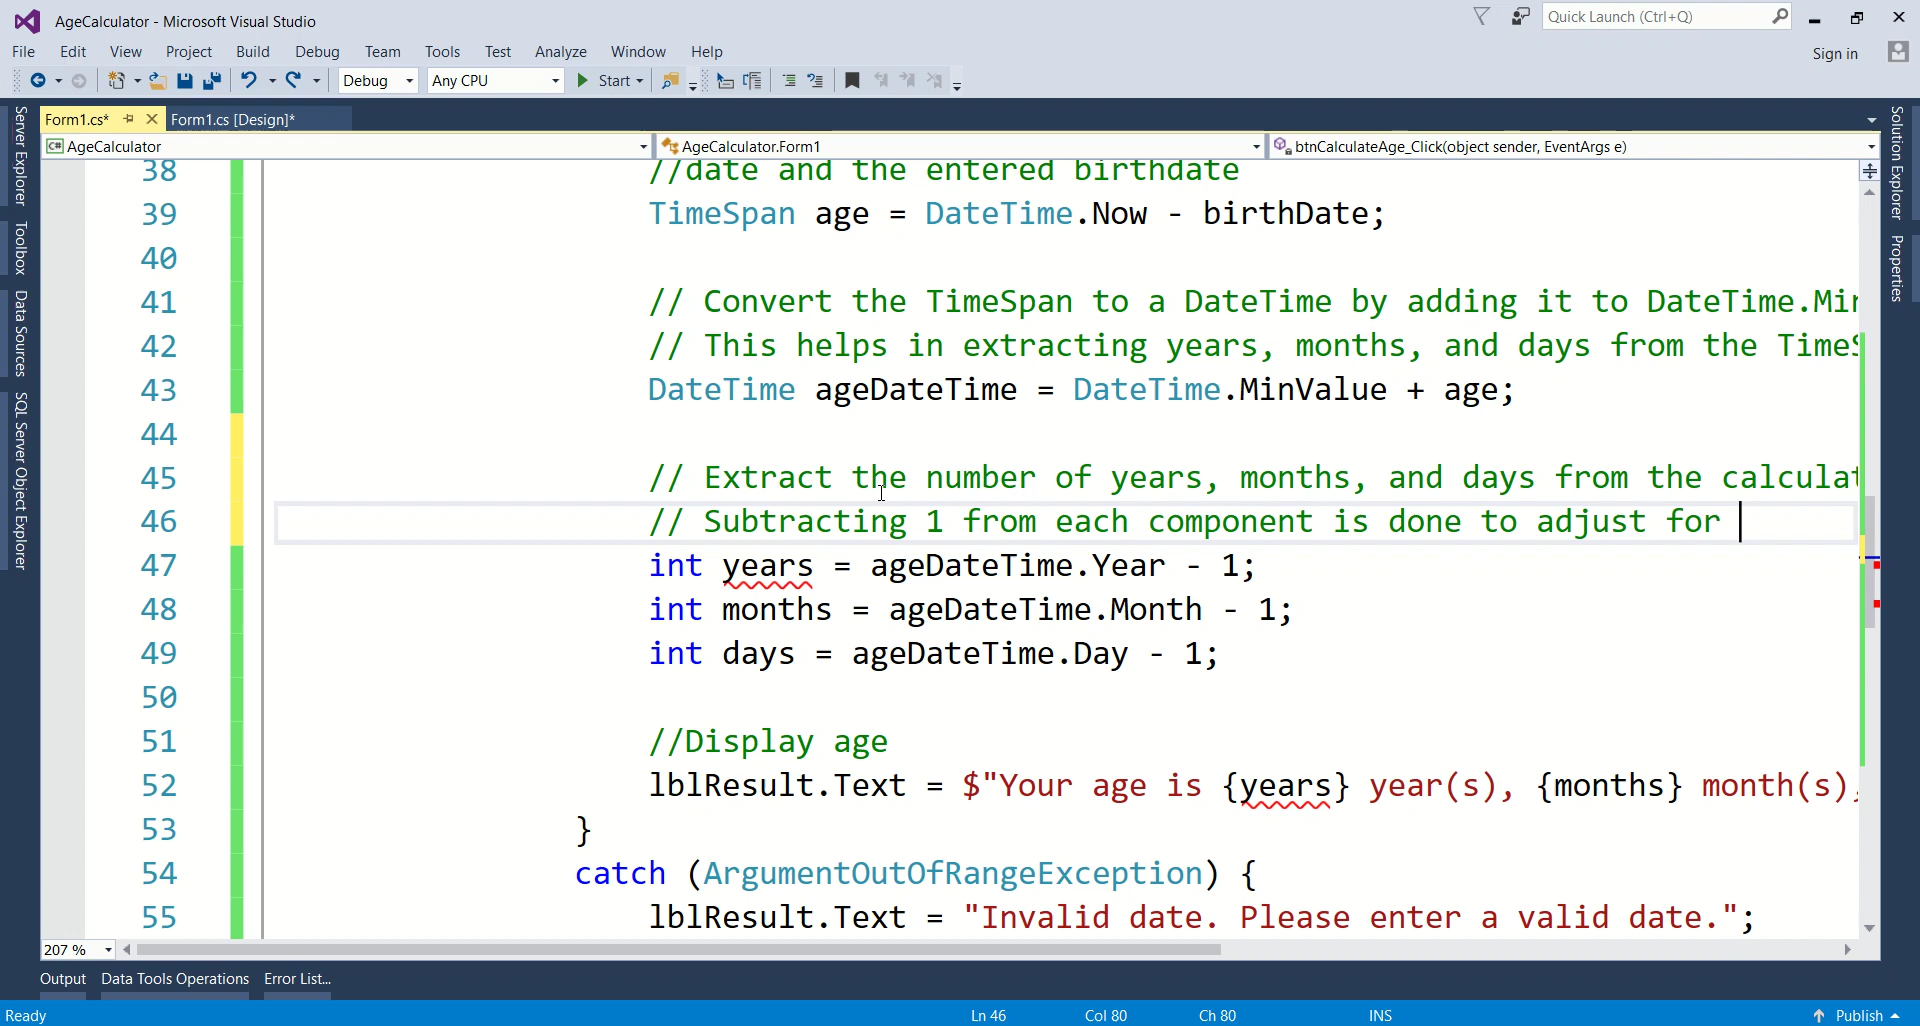 AgeCalculator - Microsoft Visual Studio
Quick Launch (Ctrl+Q)
File Edit View Project Build Debug Team Tools Test Analyze Window Help
Sign in
Debug Any CPU Start
Form1.cs* Form1.cs [Design]*
C# AgeCalculator AgeCalculator.Form1 btnCalculateAge_Click(object sender, EventArgs e)
Server Explorer
Toolbox
Data Sources
SQL Server Object Explorer
38 //date and the entered birthdate
39 TimeSpan age = DateTime.Now - birthDate;
40
41 // Convert the TimeSpan to a DateTime by adding it to DateTime.Min
42 // This helps in extracting years, months, and days from the TimeS
43 DateTime ageDateTime = DateTime.MinValue + age;
44
45 // Extract the number of years, months, and days from the calculat
46 // Subtracting 1 from each component is done to adjust for
47 int years = ageDateTime.Year - 1;
48 int months = ageDateTime.Month - 1;
49 int days = ageDateTime.Day - 1;
50
51 //Display age
52 lblResult.Text = $"Your age is {years} year(s), {months} month(s),
53 }
54 catch (ArgumentOutOfRangeException) {
55 lblResult.Text = "Invalid date. Please enter a valid date.";
Solution Explorer
Properties
207 %
Output Data Tools Operations Error List...
Ready Ln 46 Col 80 Ch 80 INS Publish